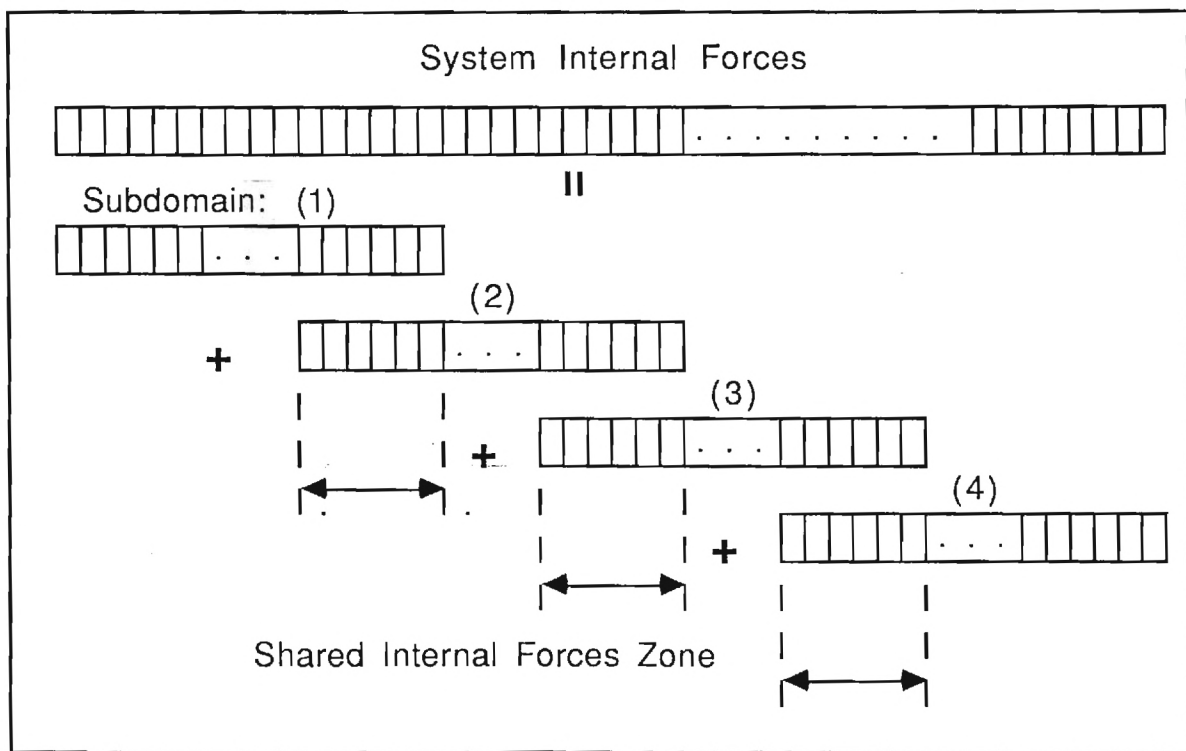 System Internal Forces
. . . . . . . . .
=
Subdomain: (1)
. . .
(2)
+ . . .
(3)
+ . . .
(4)
+ . . .
Shared Internal Forces Zone